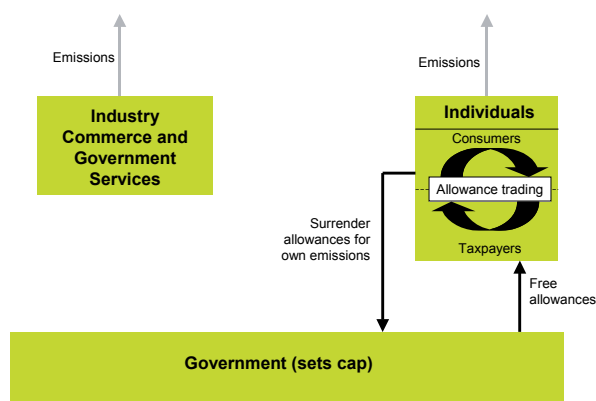 Emissions
Industry
Commerce and
Government
Services
Emissions
Individuals
Consumers
Allowance trading
Taxpayers
Surrender
allowances for
own emissions
Free
allowances
Government (sets cap)